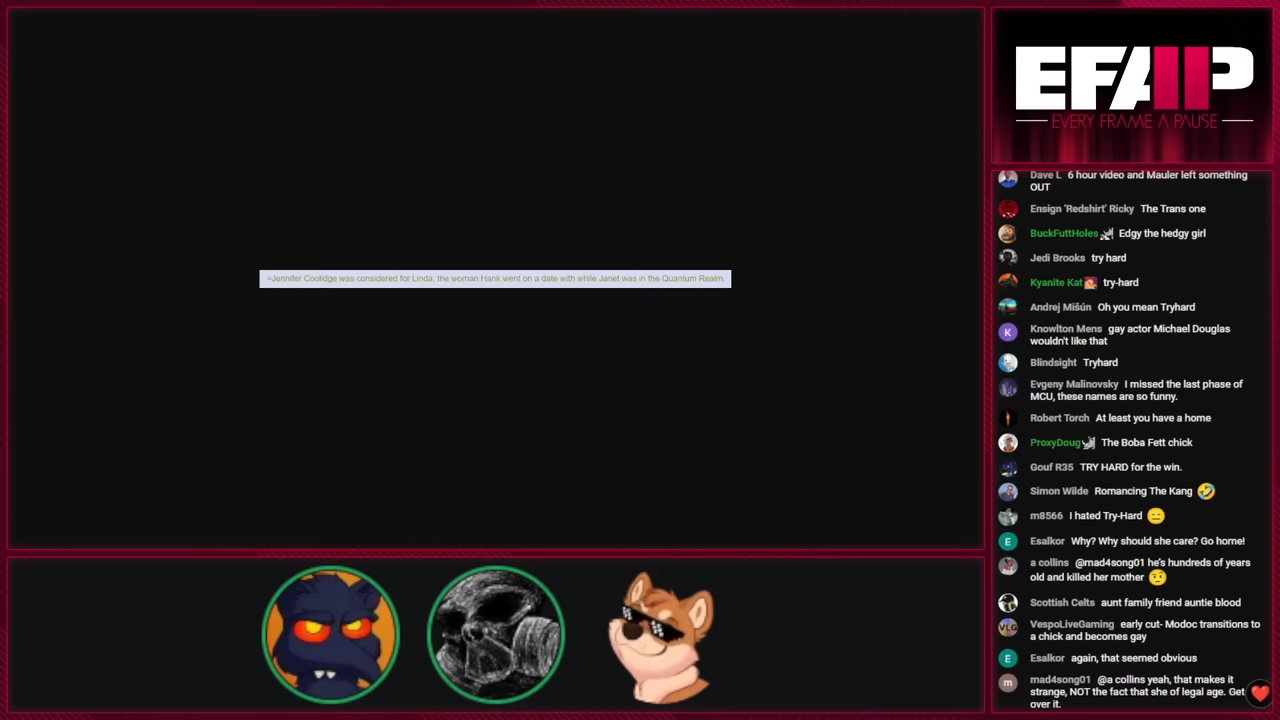 EFAP
EVERY FRAME A PAUSE
>Jennifer Coolidge was considered for Linda, the woman Hank went on a date with while Janet was in the Quantum Realm.
Dave L 6 hour video and Mauler left something
OUT
Ensign 'Redshirt' Ricky The Trans one
BuckFuttHoles Edgy the hedgy girl
Jedi Brooks try hard
Kyanite Kat try-hard
Andrej Mišún Oh you mean Tryhard
K
Knowlton Mens gay actor Michael Douglas
wouldn't like that
Blindsight Tryhard
Evgeny Malinovsky I missed the last phase of
MCU, these names are so funny.
Robert Torch At least you have a home
ProxyDoug The Boba Fett chick
Gouf R35 TRY HARD for the win.
Simon Wilde Romancing The Kang 🤣
m8566 I hated Try-Hard 😑
E
Esalkor Why? Why should she care? Go home!
a collins @mad4song01 he's hundreds of years
old and killed her mother 🤨
Scottish Celts aunt family friend auntie blood
VLG
VespoLiveGaming early cut- Modoc transitions to
a chick and becomes gay
E
Esalkor again, that seemed obvious
m
mad4song01 @a collins yeah, that makes it
strange, NOT the fact that she of legal age. Get
over it.